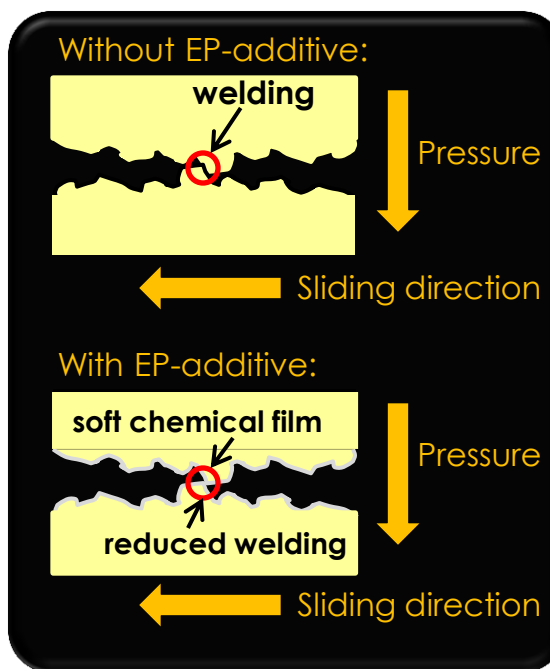 Without EP-additive:
welding
Pressure
Sliding direction
With EP-additive:
soft chemical film
Pressure
reduced welding
Sliding direction